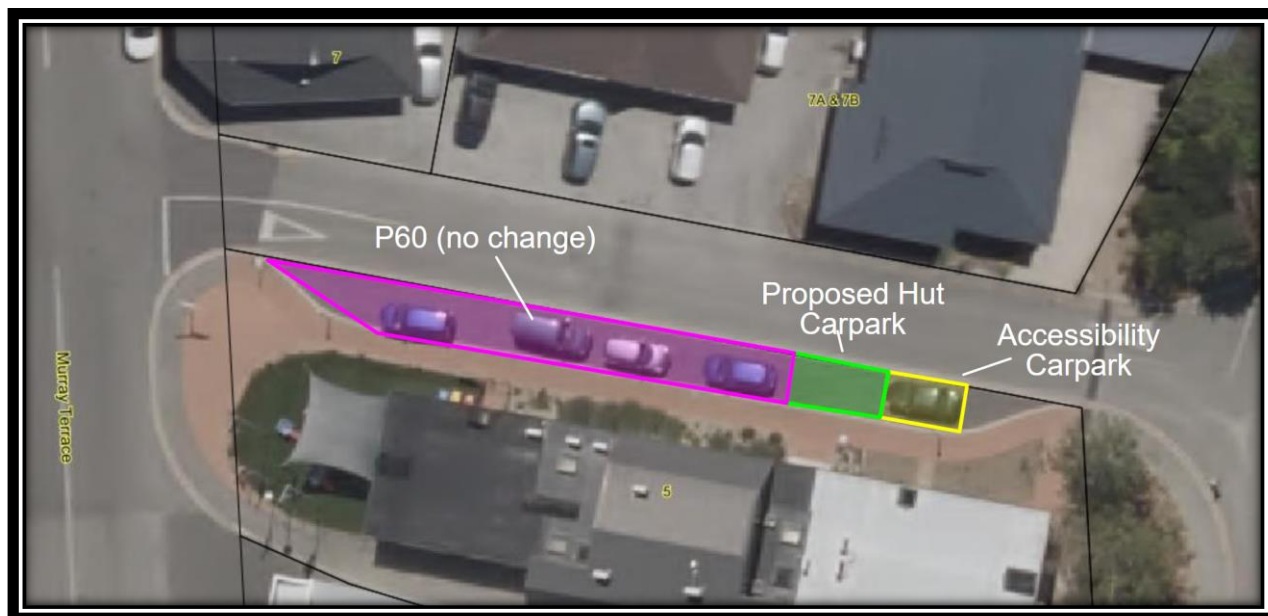 7
7A & 7B
P60 (no change)
Proposed Hut
Carpark
Accessibility
Carpark
Murray Terrace
5